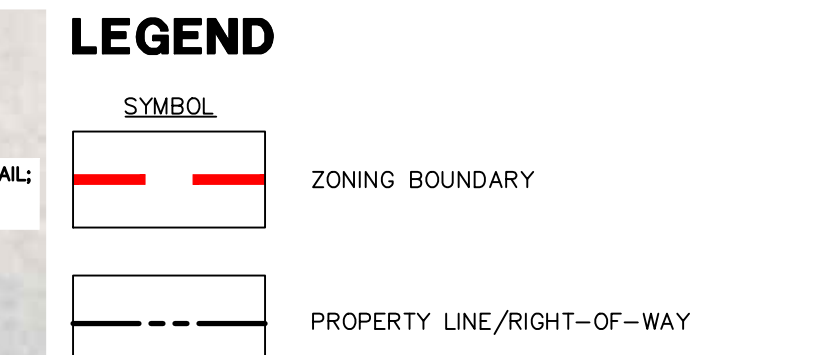 LEGEND
SYMBOL
AIL;
ZONING BOUNDARY
PROPERTY LINE/RIGHT-OF-WAY